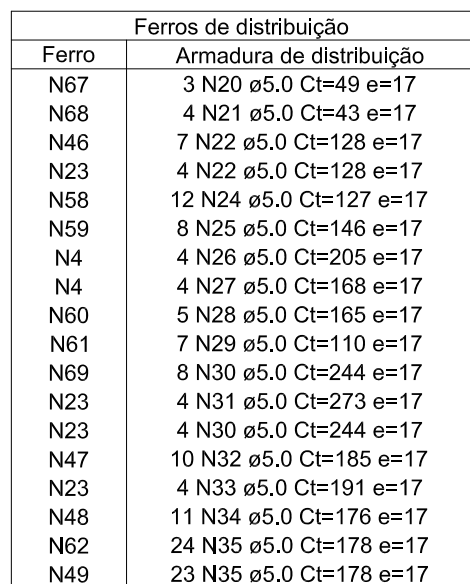 Ferros de distribuição
Ferro Armadura de distribuição
N67 3 N20 ø5.0 Ct=49 e=17
N68 4 N21 ø5.0 Ct=43 e=17
N46 7 N22 ø5.0 Ct=128 e=17
N23 4 N22 ø5.0 Ct=128 e=17
N58 12 N24 ø5.0 Ct=127 e=17
N59 8 N25 ø5.0 Ct=146 e=17
N4 4 N26 ø5.0 Ct=205 e=17
N4 4 N27 ø5.0 Ct=168 e=17
N60 5 N28 ø5.0 Ct=165 e=17
N61 7 N29 ø5.0 Ct=110 e=17
N69 8 N30 ø5.0 Ct=244 e=17
N23 4 N31 ø5.0 Ct=273 e=17
N23 4 N30 ø5.0 Ct=244 e=17
N47 10 N32 ø5.0 Ct=185 e=17
N23 4 N33 ø5.0 Ct=191 e=17
N48 11 N34 ø5.0 Ct=176 e=17
N62 24 N35 ø5.0 Ct=178 e=17
N49 23 N35 ø5.0 Ct=178 e=17